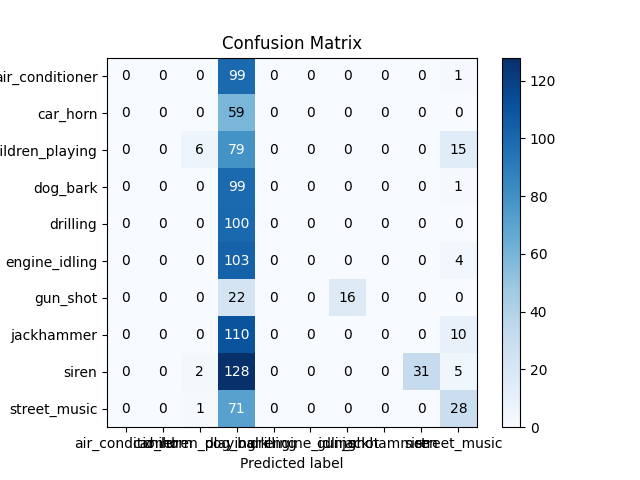 Confusion Matrix
air_conditioner 0 0 0 99 0 0 0 0 0 1
car_horn 0 0 0 59 0 0 0 0 0 0
ildren_playing 0 0 6 79 0 0 0 0 0 15
dog_bark 0 0 0 99 0 0 0 0 0 1
drilling 0 0 0 100 0 0 0 0 0 0
engine_idling 0 0 0 103 0 0 0 0 0 4
gun_shot 0 0 0 22 0 0 16 0 0 0
jackhammer 0 0 0 110 0 0 0 0 0 10
siren 0 0 2 128 0 0 0 0 31 5
street_music 0 0 1 71 0 0 0 0 0 28
street_music
Predicted label
120
100
80
60
40
20
0